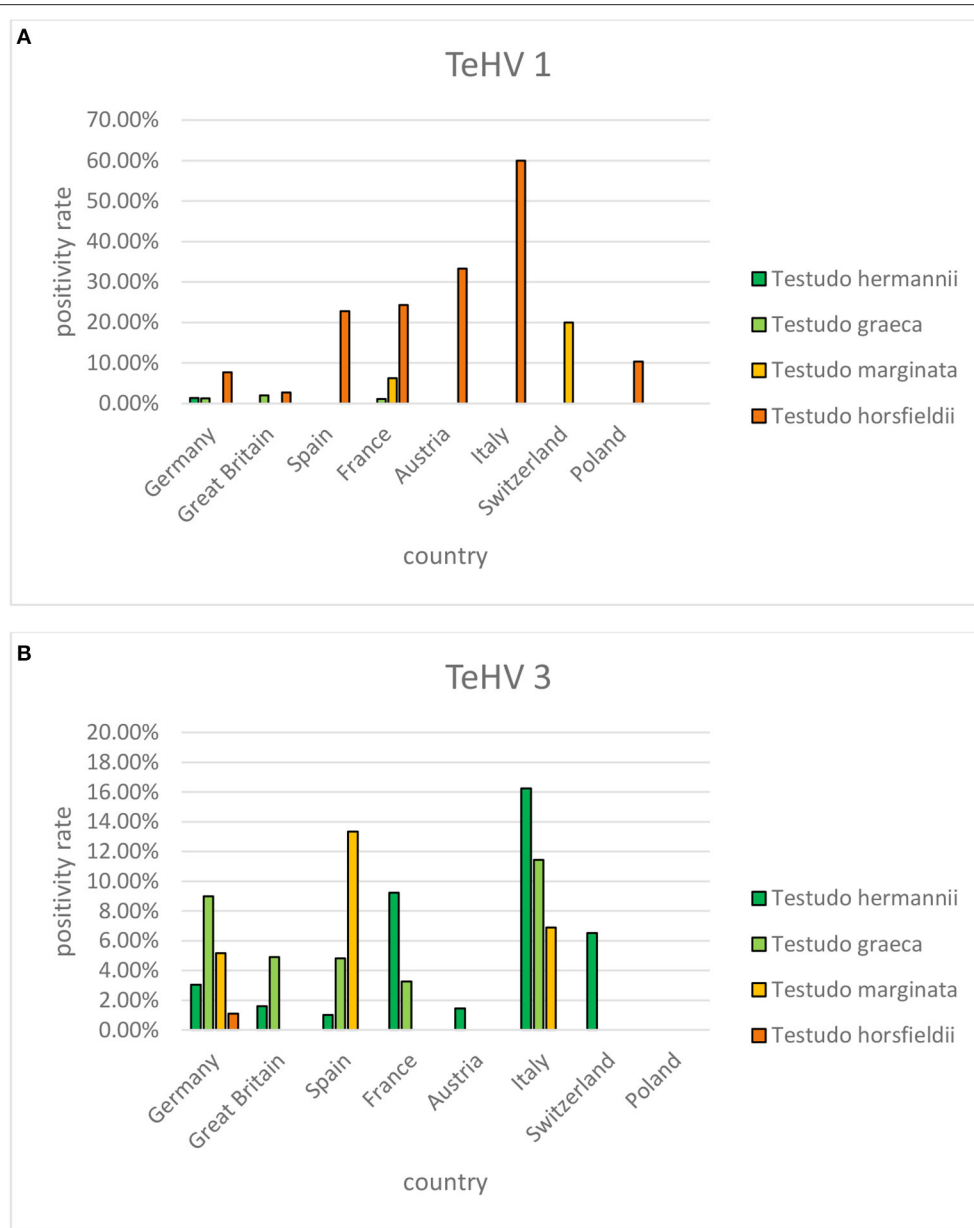 A
TeHV 1
70.00%
60.00%
50.00%
40.00%
30.00%
20.00%
10.00%
0.00%
positivity rate
Germany
Great Britain
Spain
France
Austria
Italy
Switzerland
Poland
country
Testudo hermannii
Testudo graeca
Testudo marginata
Testudo horsfieldii
B
TeHV 3
20.00%
18.00%
16.00%
14.00%
12.00%
10.00%
8.00%
6.00%
4.00%
2.00%
0.00%
positivity rate
Germany
Great Britain
Spain
France
Austria
Italy
Switzerland
Poland
country
Testudo hermannii
Testudo graeca
Testudo marginata
Testudo horsfieldii